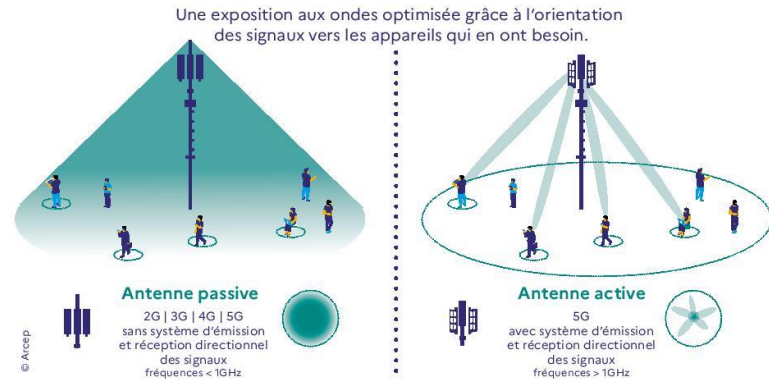 Une exposition aux ondes optimisée grâce à l'orientation
des signaux vers les appareils qui en ont besoin.
Antenne passive
2G | 3G | 4G | 5G
sans système d'émission
et réception directionnel
des signaux
fréquences < 1GHz
Antenne active
5G
avec système d'émission
et réception directionnel
des signaux
fréquences > 1GHz
© Arcep